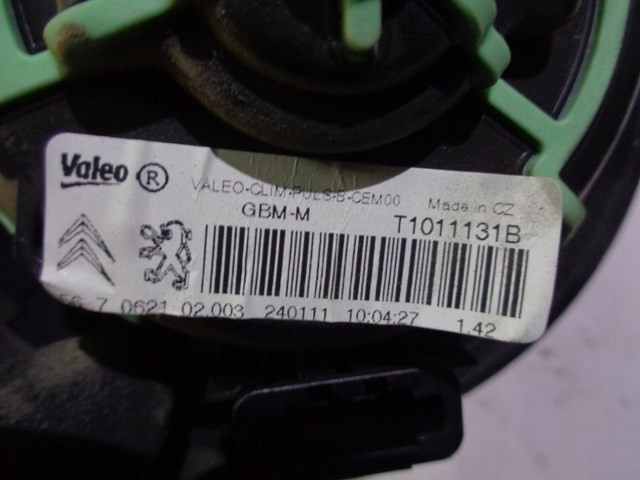 Valeo ®
VALEO-CLIM-PULS-B-CEM00 Made in CZ
GBM-M T1011131B
7 0621 02.003 240111 10:04:27 1.42